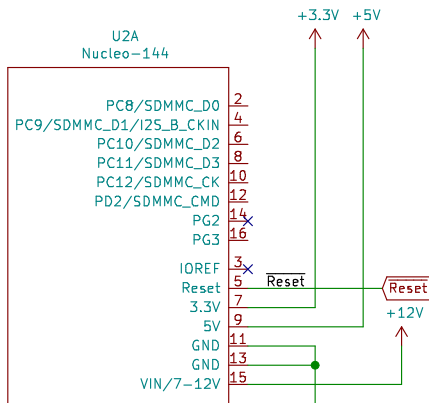 +3.3V +5V
U2A
Nucleo-144
PC8/SDMMC_D0 2
PC9/SDMMC_D1/I2S_B_CKIN 4
PC10/SDMMC_D2 6
PC11/SDMMC_D3 8
PC12/SDMMC_CK 10
PD2/SDMMC_CMD 12
PG2 14
PG3 16
IOREF 3
Reset 5 Reset Reset
3.3V 7
+12V
5V 9
GND 11
GND 13
VIN/7-12V 15